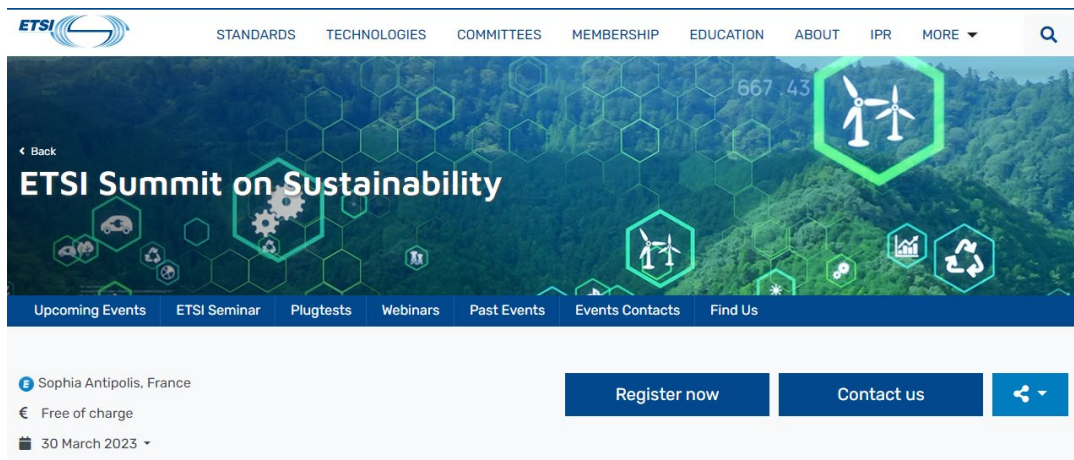 ETSI
STANDARDS TECHNOLOGIES COMMITTEES MEMBERSHIP EDUCATION ABOUT IPR MORE
667.43
Back
ETSI Summit on Sustainability
Upcoming Events ETSI Seminar Plugtests Webinars Past Events Events Contacts Find Us
Sophia Antipolis, France
Register now Contact us
€ Free of charge
30 March 2023